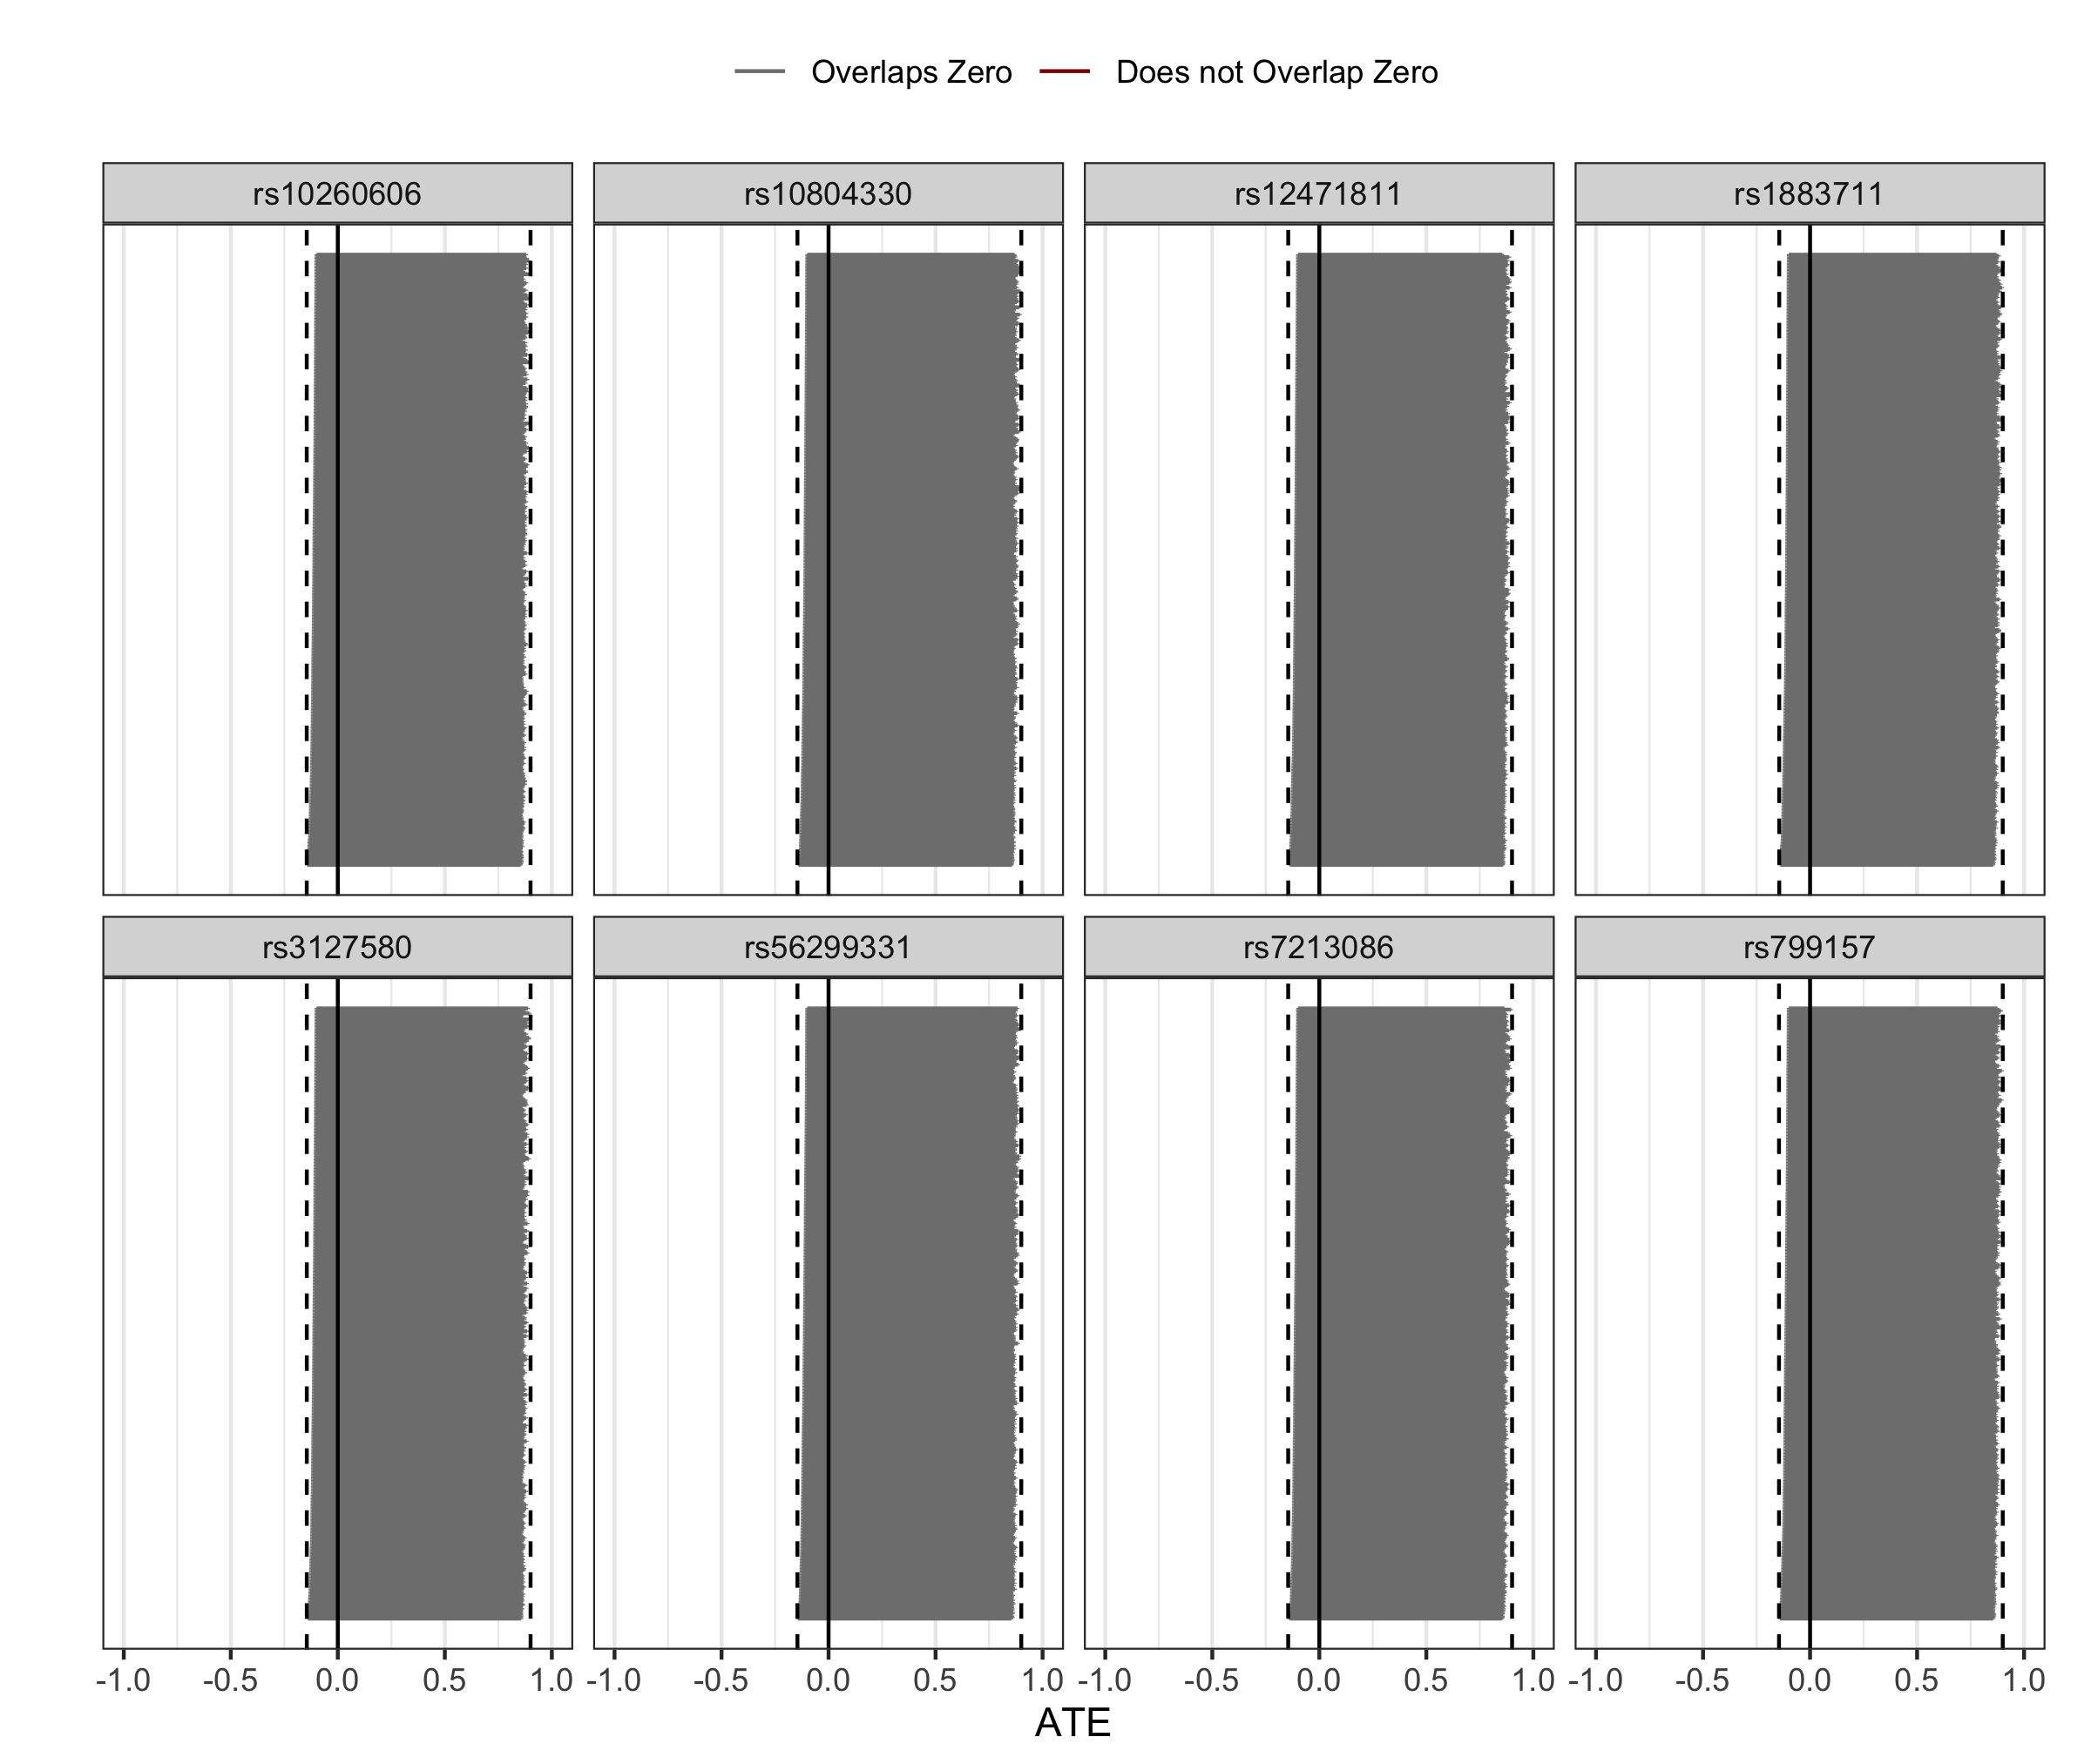 Overlaps Zero Does not Overlap Zero
rs10260606 rs10804330 rs12471811 rs1883711
rs3127580 rs56299331 rs7213086 rs799157
-1.0 -0.5 0.0 0.5 1.0 -1.0 -0.5 0.0 0.5 1.0 -1.0 -0.5 0.0 0.5 1.0 -1.0 -0.5 0.0 0.5 1.0
ATE